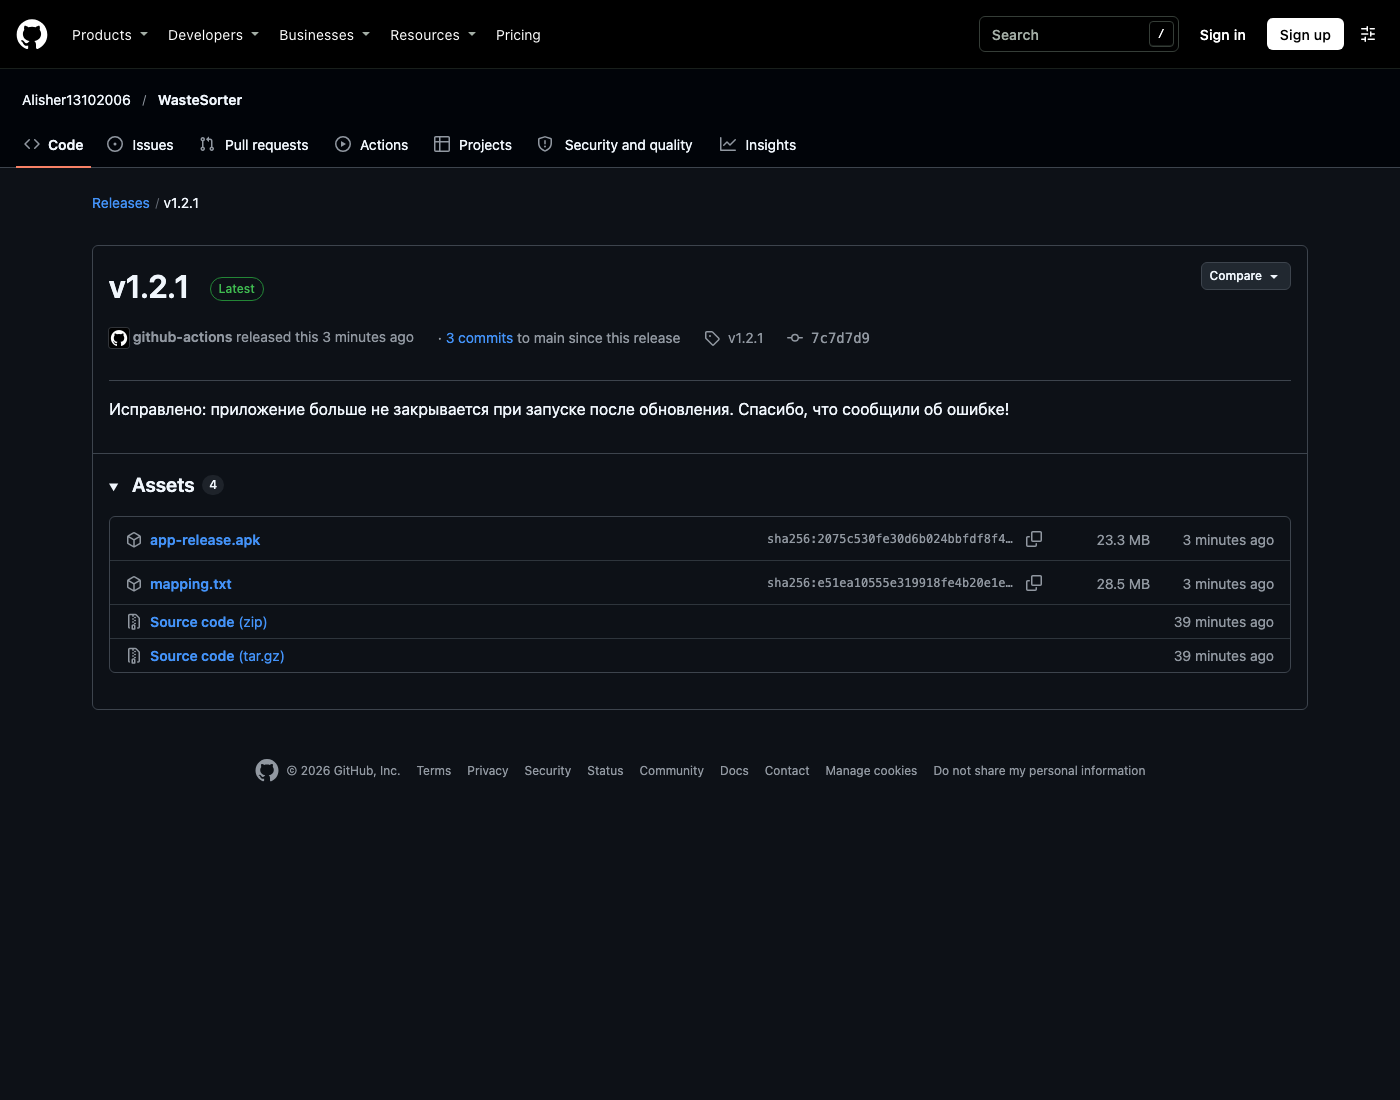 Products Developers Businesses Resources Pricing Search / Sign in Sign up
Alisher13102006 / WasteSorter
Code Issues Pull requests Actions Projects Security and quality Insights
Releases / v1.2.1
v1.2.1 Latest Compare
github-actions released this 3 minutes ago · 3 commits to main since this release v1.2.1 7c7d7d9
Исправлено: приложение больше не закрывается при запуске после обновления. Спасибо, что сообщили об ошибке!
Assets 4
app-release.apk sha256:2075c530fe30d6b024bbfdf8f4… 23.3 MB 3 minutes ago
mapping.txt sha256:e51ea10555e319918fe4b20e1e… 28.5 MB 3 minutes ago
Source code (zip) 39 minutes ago
Source code (tar.gz) 39 minutes ago
© 2026 GitHub, Inc. Terms Privacy Security Status Community Docs Contact Manage cookies Do not share my personal information